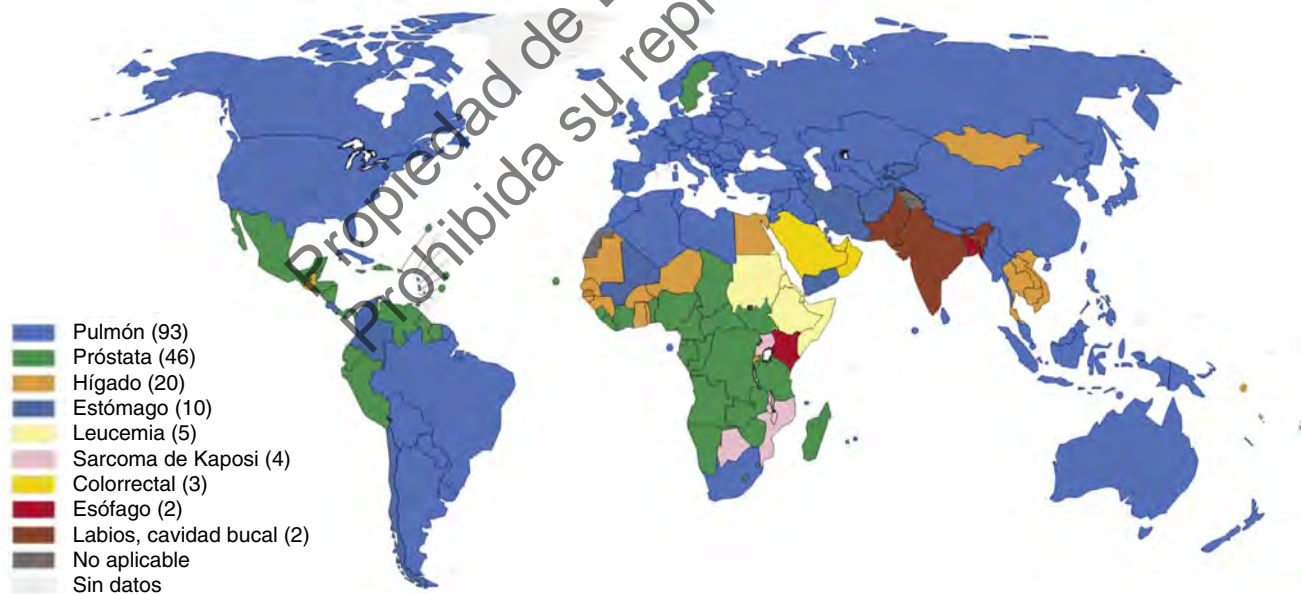 Propiedad de
Prohibida su repr
Pulmón (93)
Próstata (46)
Hígado (20)
Estómago (10)
Leucemia (5)
Sarcoma de Kaposi (4)
Colorrectal (3)
Esófago (2)
Labios, cavidad bucal (2)
No aplicable
Sin datos